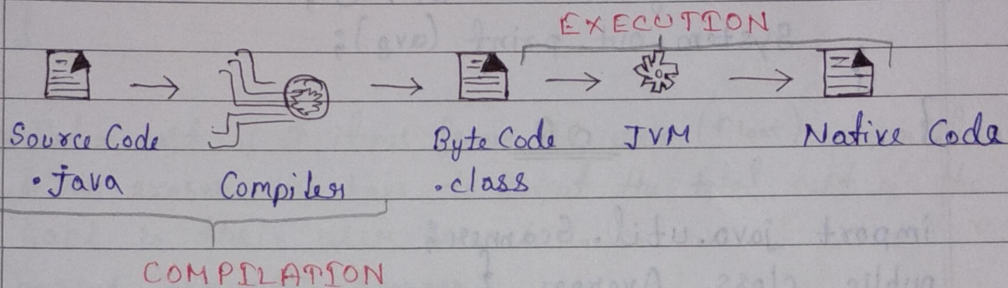 EXECUTION
Source Code
.java
Compiler
Byte Code
.class
JVM
Native Code
COMPILATION